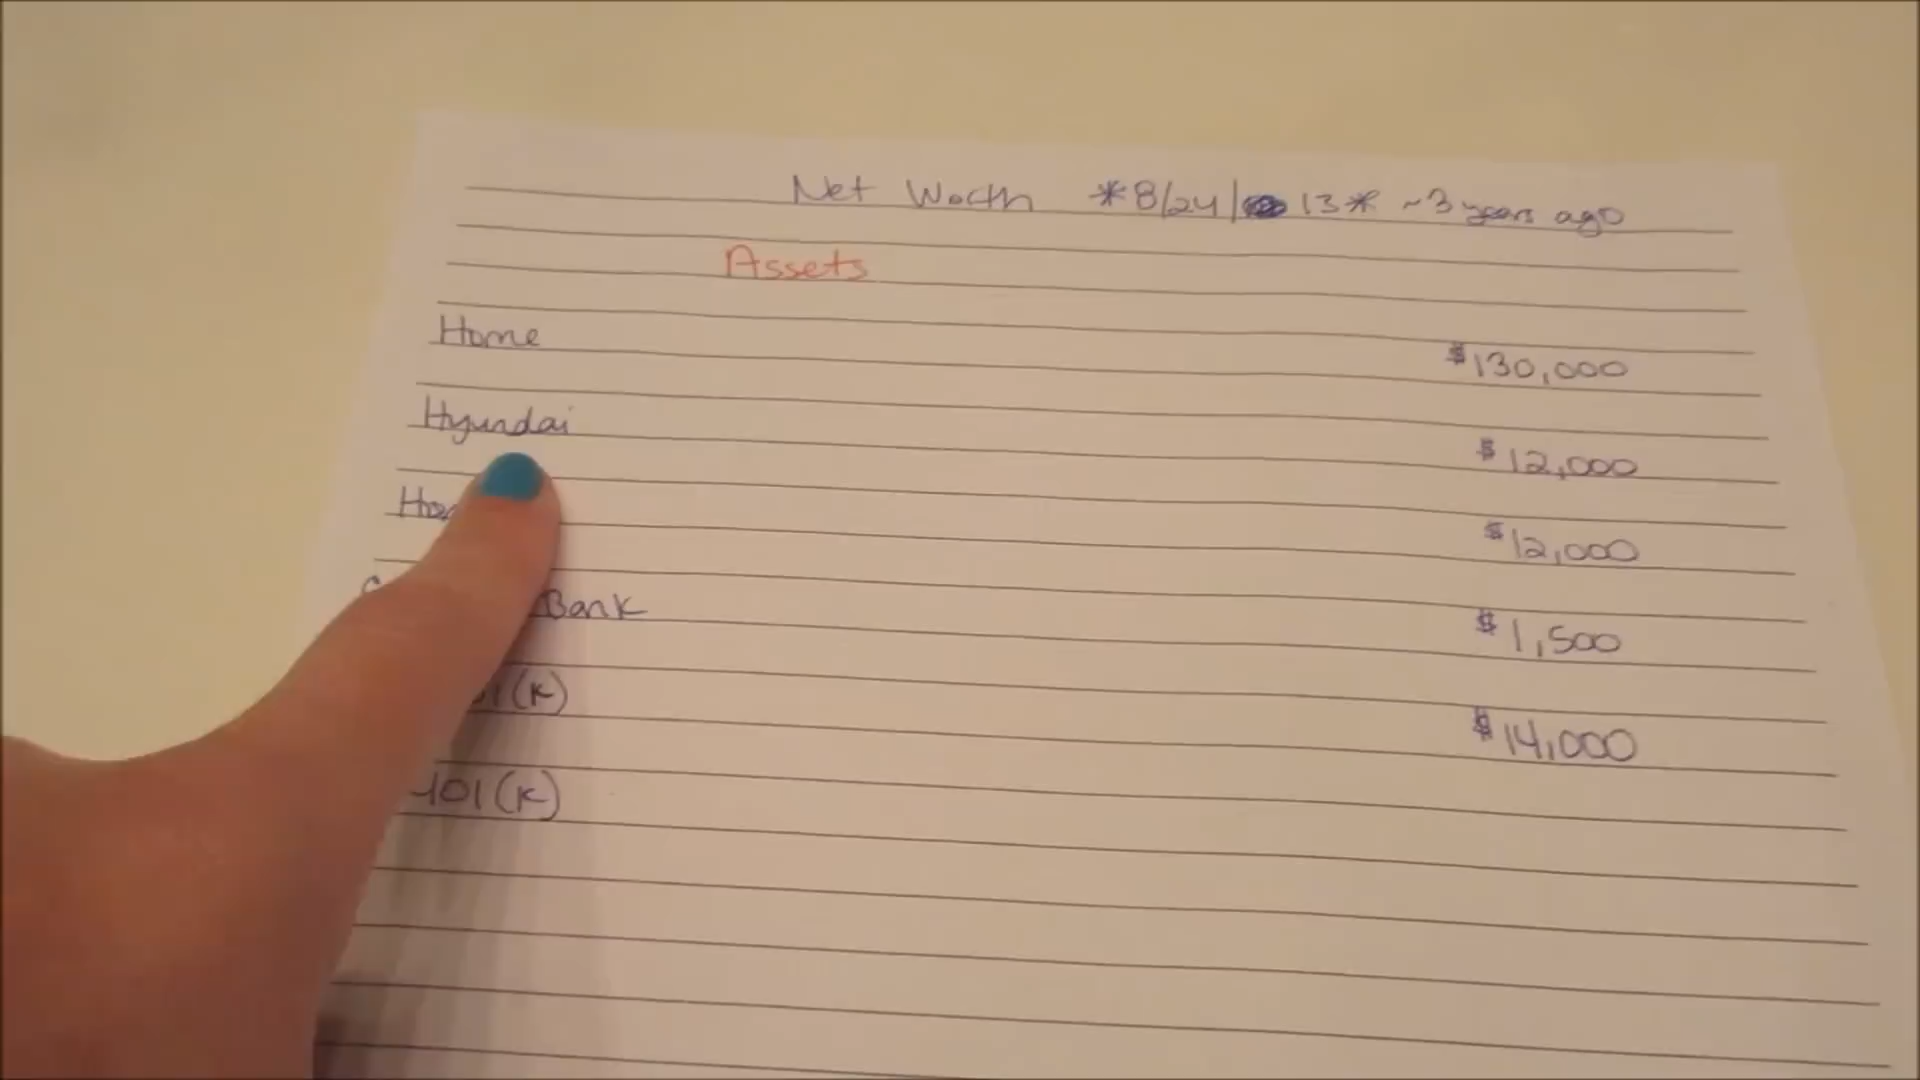 Net Worth *8/24/ 13* ~3 years ago
Assets
Home $130,000
Hyundai $12,000
$12,000
Bank $1,500
(K) $14,000
401(K)